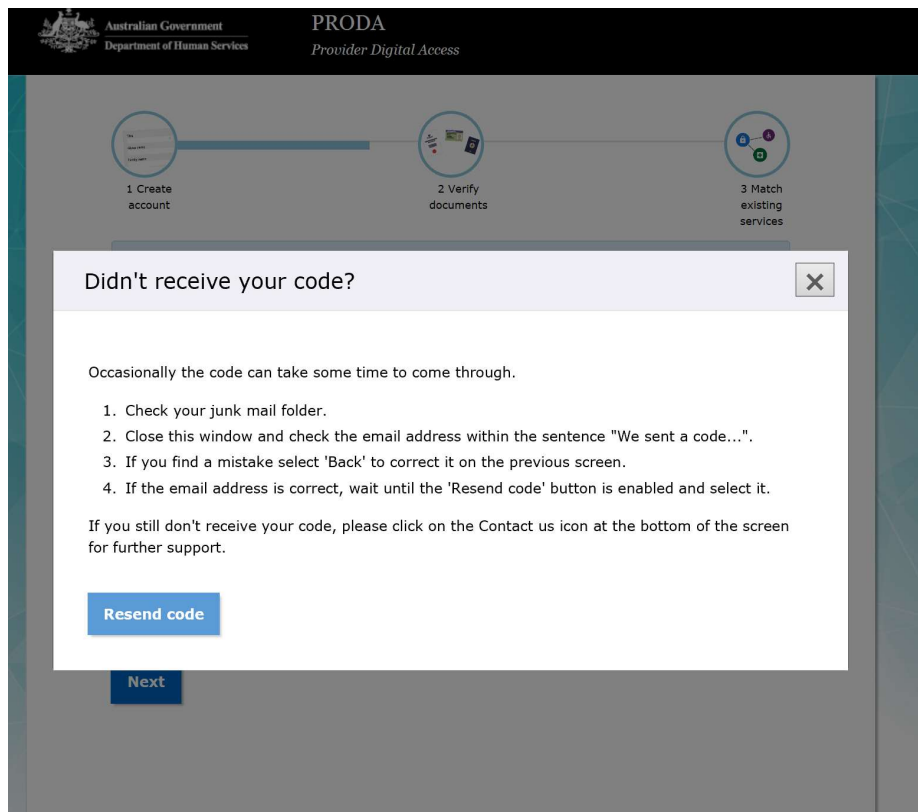 Australian Government
Department of Human Services
PRODA
Provider Digital Access
1 Create
account
2 Verify
documents
3 Match
existing
services
Didn't receive your code?
Occasionally the code can take some time to come through.
1. Check your junk mail folder.
2. Close this window and check the email address within the sentence "We sent a code...".
3. If you find a mistake select 'Back' to correct it on the previous screen.
4. If the email address is correct, wait until the 'Resend code' button is enabled and select it.
If you still don't receive your code, please click on the Contact us icon at the bottom of the screen
for further support.
Resend code
Next